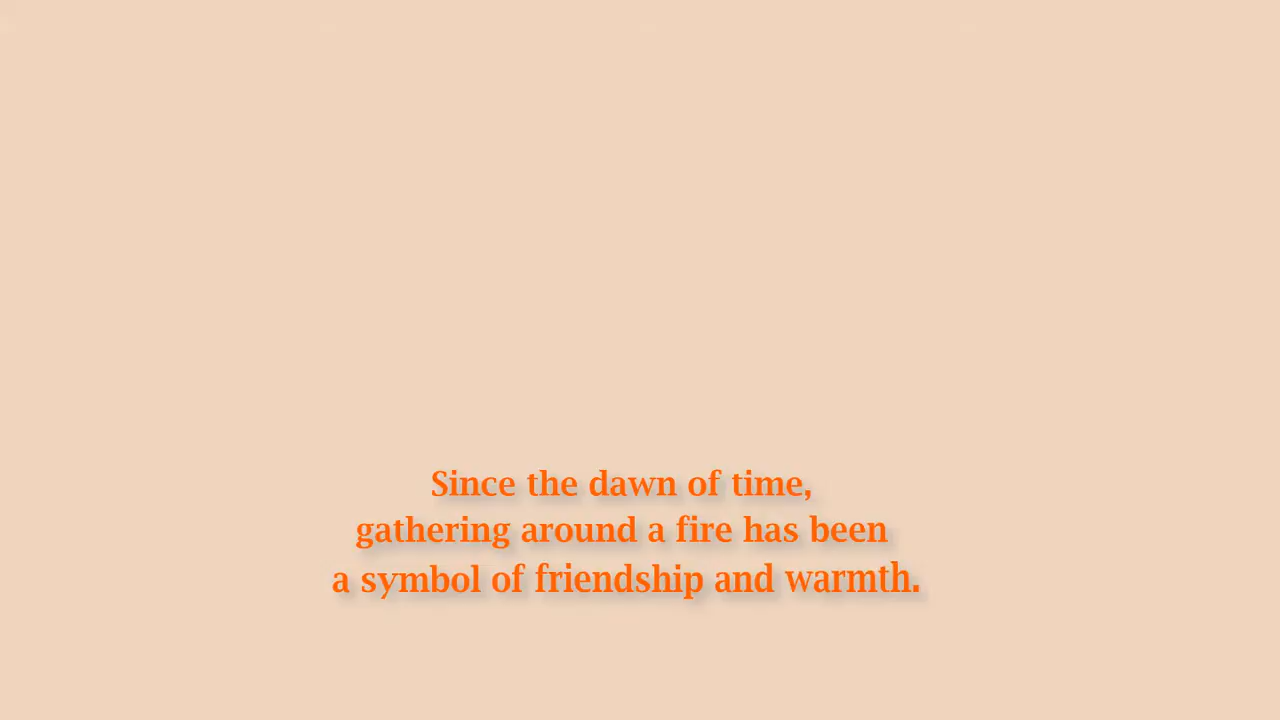 Since the dawn of time,
gathering around a fire has been
a symbol of friendship and warmth.